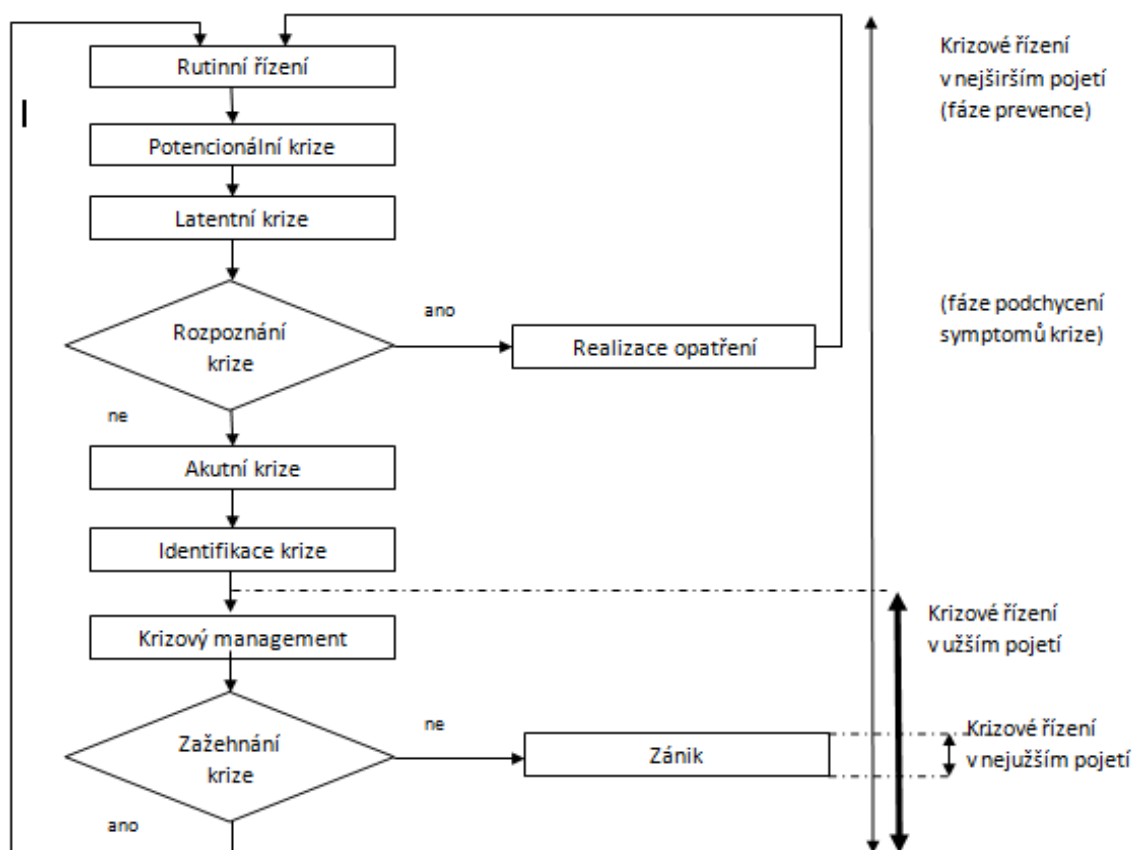 Rutinní řízení
Krizové řízení
v nejširším pojetí
(fáze prevence)
Potencionální krize
Latentní krize
Rozpoznání
krize
ano
Realizace opatření
(fáze podchycení
symptomů krize)
ne
Akutní krize
Identifikace krize
Krizový management
Krizové řízení
v užším pojetí
Zažehnání
krize
ne
Zánik
Krizové řízení
v nejužším pojetí
ano